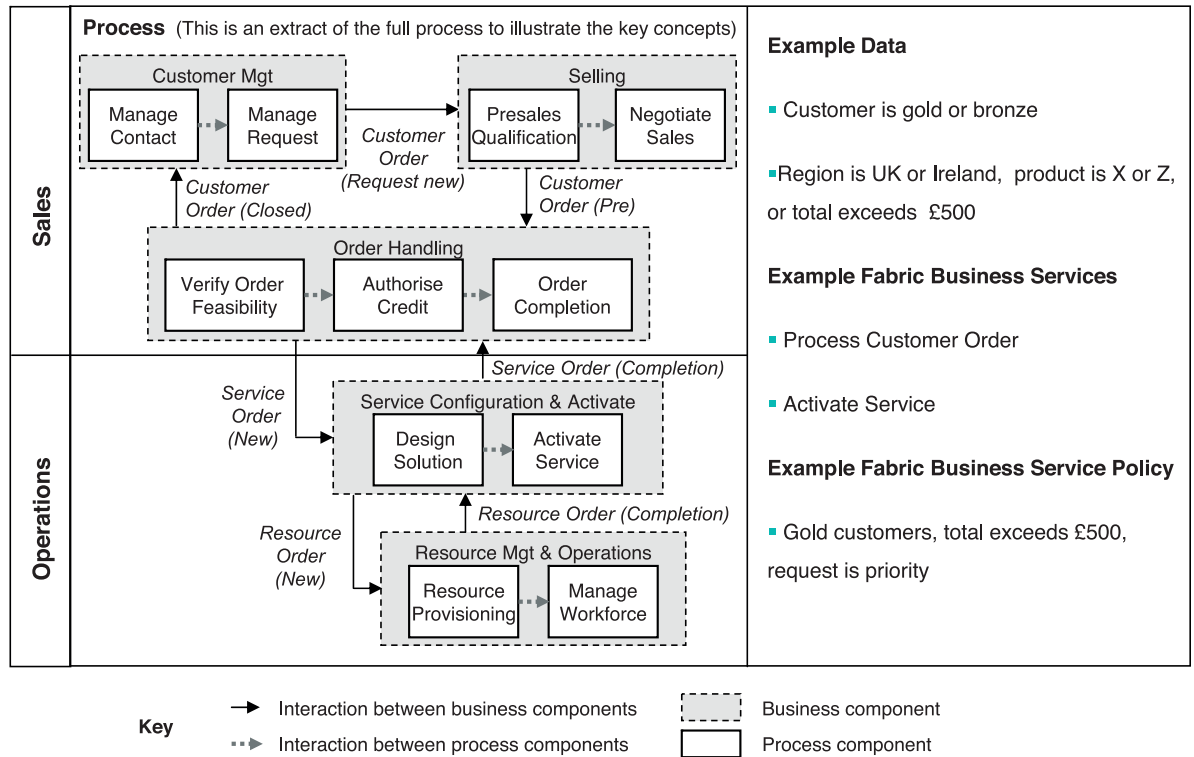 Process (This is an extract of the full process to illustrate the key concepts)
Sales
Customer Mgt
Manage
Contact
Manage
Request
Customer
Order
(Request new)
Selling
Presales
Qualification
Negotiate
Sales
Customer
Order (Closed)
Customer
Order (Pre)
Order Handling
Verify Order
Feasibility
Authorise
Credit
Order
Completion
Operations
Service
Order
(New)
Service Order (Completion)
Service Configuration & Activate
Design
Solution
Activate
Service
Resource
Order
(New)
Resource Order (Completion)
Resource Mgt & Operations
Resource
Provisioning
Manage
Workforce
Example Data
▪ Customer is gold or bronze
▪ Region is UK or Ireland, product is X or Z,
or total exceeds £500
Example Fabric Business Services
▪ Process Customer Order
▪ Activate Service
Example Fabric Business Service Policy
▪ Gold customers, total exceeds £500,
request is priority
Key
Interaction between business components
Interaction between process components
Business component
Process component